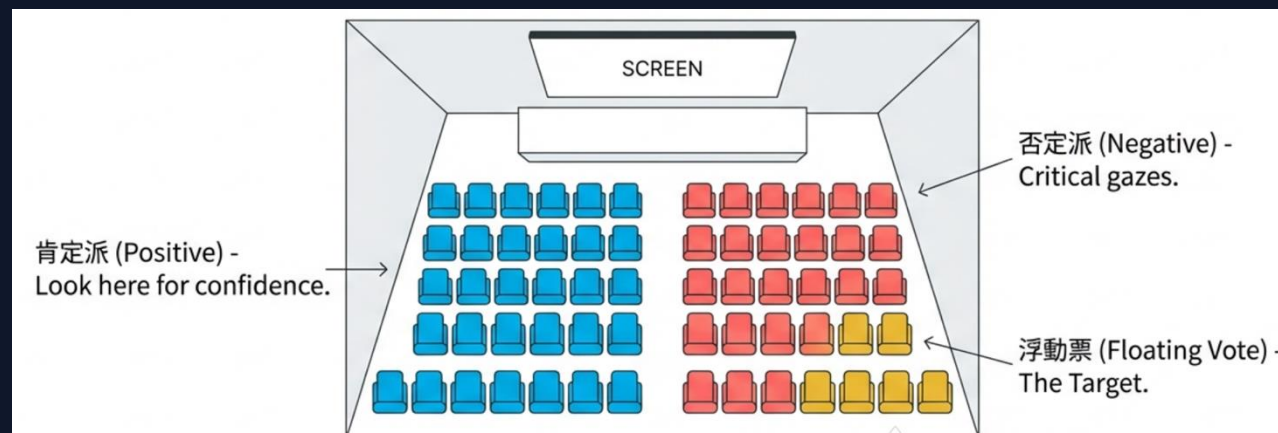 SCREEN
否定派 (Negative) -
Critical gazes.
肯定派 (Positive) -
Look here for confidence.
浮動票 (Floating Vote) -
The Target.